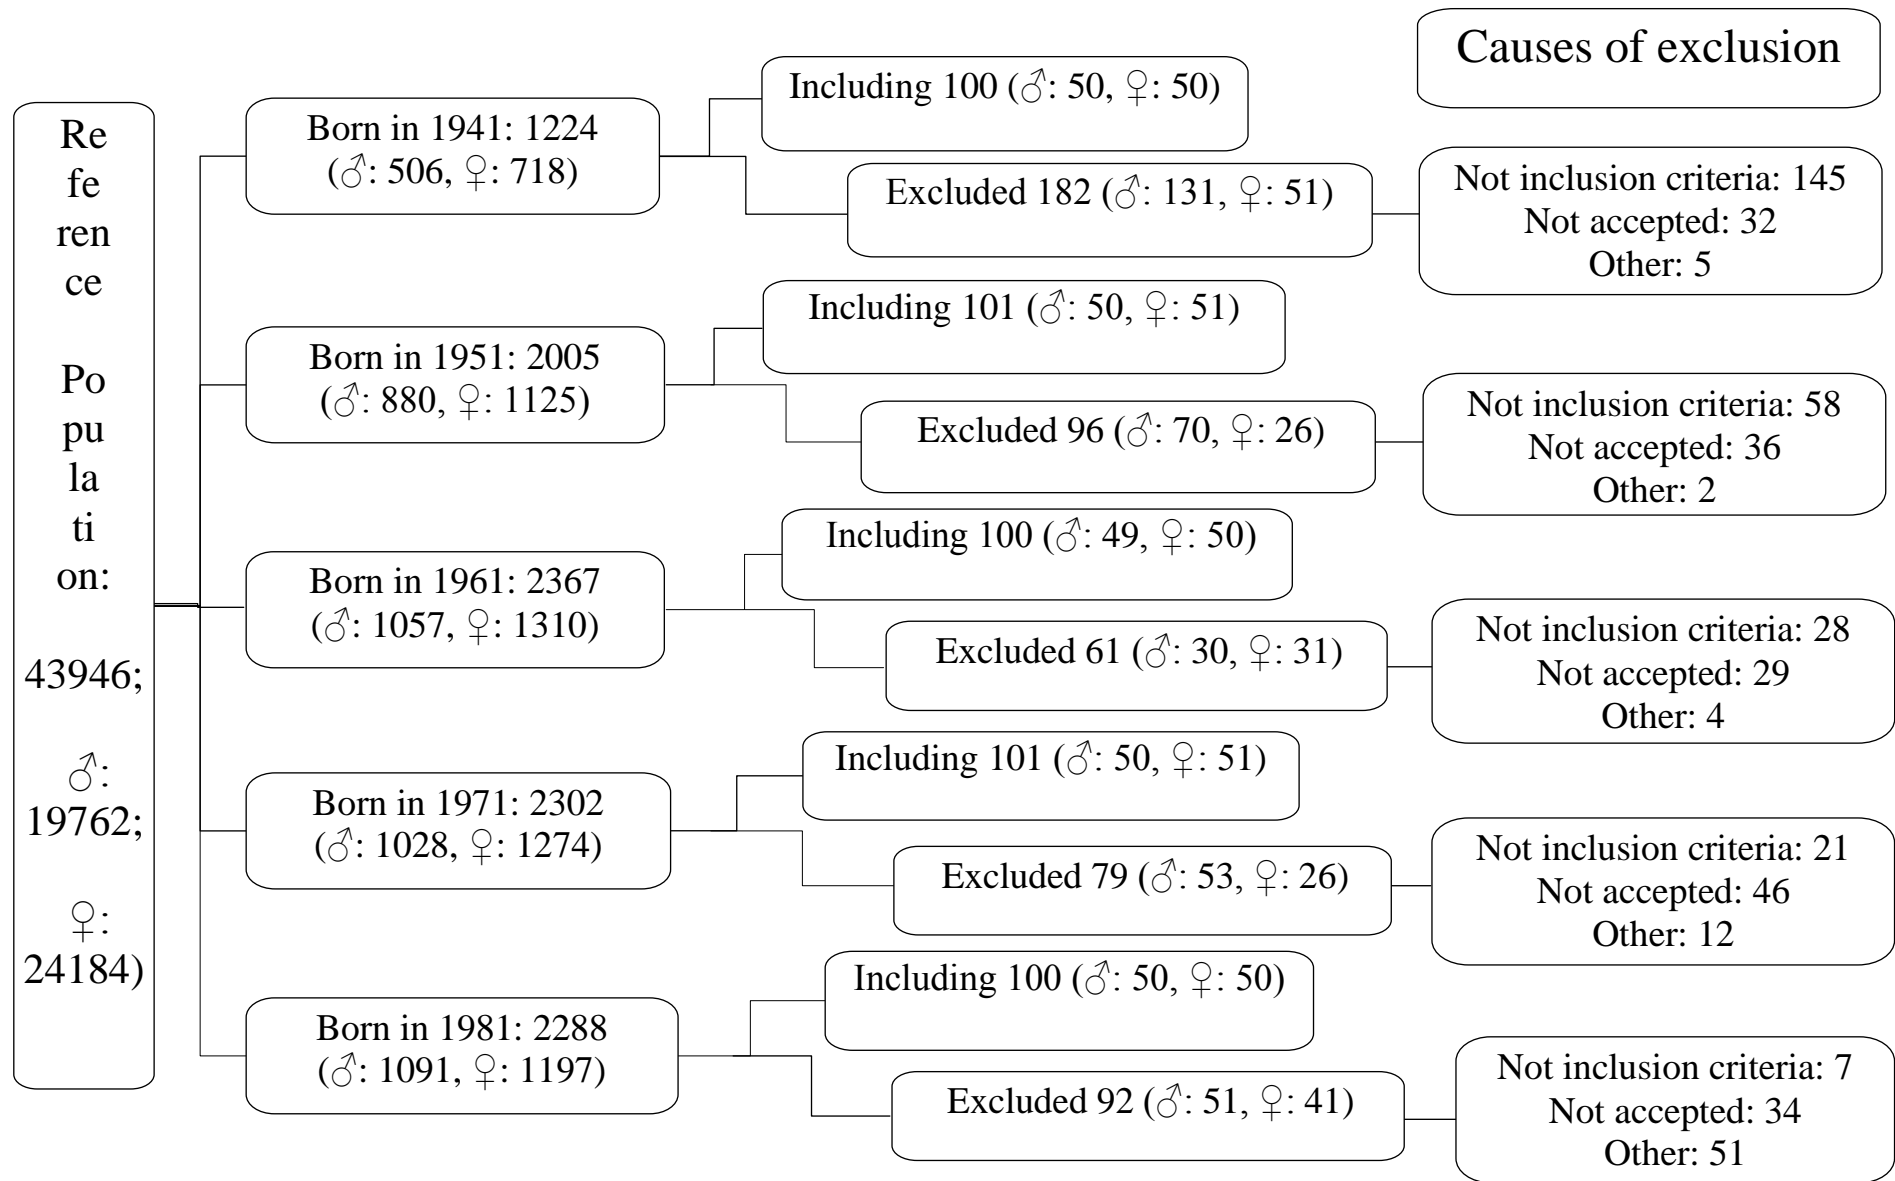 Causes of exclusion
Re
fe
ren
ce
Po
pu
la
ti
on:
43946;
♂:
19762;
♀:
24184)
Born in 1941: 1224
(♂: 506, ♀: 718)
Including 100 (♂: 50, ♀: 50)
Excluded 182 (♂: 131, ♀: 51)
Not inclusion criteria: 145
Not accepted: 32
Other: 5
Born in 1951: 2005
(♂: 880, ♀: 1125)
Including 101 (♂: 50, ♀: 51)
Excluded 96 (♂: 70, ♀: 26)
Not inclusion criteria: 58
Not accepted: 36
Other: 2
Born in 1961: 2367
(♂: 1057, ♀: 1310)
Including 100 (♂: 49, ♀: 50)
Excluded 61 (♂: 30, ♀: 31)
Not inclusion criteria: 28
Not accepted: 29
Other: 4
Born in 1971: 2302
(♂: 1028, ♀: 1274)
Including 101 (♂: 50, ♀: 51)
Excluded 79 (♂: 53, ♀: 26)
Not inclusion criteria: 21
Not accepted: 46
Other: 12
Born in 1981: 2288
(♂: 1091, ♀: 1197)
Including 100 (♂: 50, ♀: 50)
Excluded 92 (♂: 51, ♀: 41)
Not inclusion criteria: 7
Not accepted: 34
Other: 51